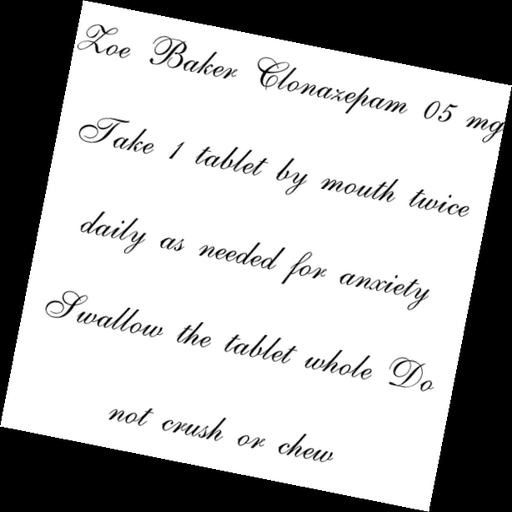 Zoe Baker Clonazepam 05 mg
Take 1 tablet by mouth twice
daily as needed for anxiety
Swallow the tablet whole Do
not crush or chew